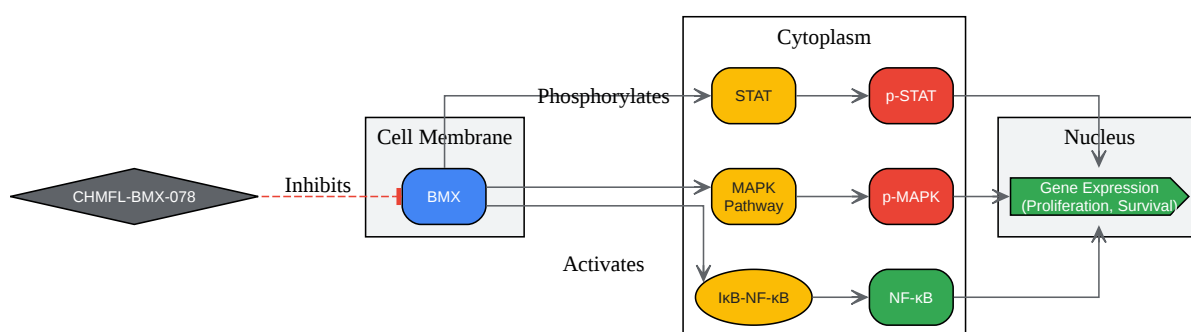 Cytoplasm
Phosphorylates
STAT
p-STAT
Cell Membrane
Nucleus
CHMFL-BMX-078
Inhibits
BMX
MAPK
Pathway
p-MAPK
Gene Expression
(Proliferation, Survival)
Activates
IκB-NF-κB
NF-κB